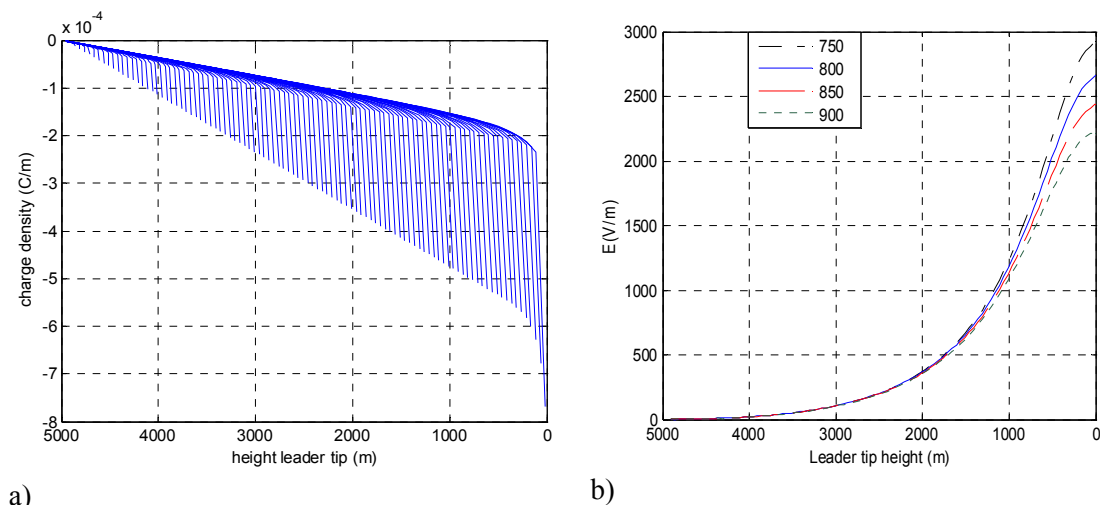 x 10⁻⁴
0
-1
-2
-3
-4
-5
-6
-7
-8
5000 4000 3000 2000 1000 0
height leader tip (m)
charge density (C/m)
a)
3000
2500
2000
1500
1000
500
0
5000 4000 3000 2000 1000 0
Leader tip height (m)
E (V/m)
750
800
850
900
b)